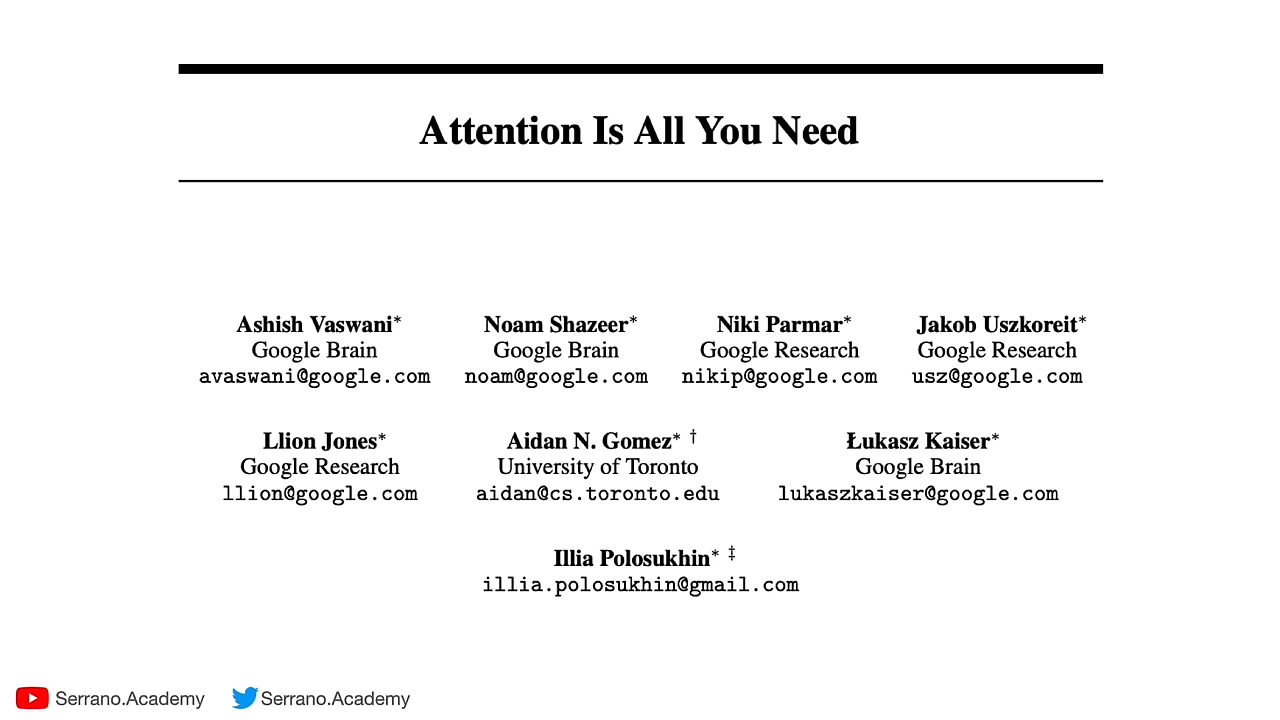 Attention Is All You Need
Ashish Vaswani* Noam Shazeer* Niki Parmar* Jakob Uszkoreit*
Google Brain Google Brain Google Research Google Research
avaswani@google.com noam@google.com nikip@google.com usz@google.com
Llion Jones* Aidan N. Gomez* † Łukasz Kaiser*
Google Research University of Toronto Google Brain
llion@google.com aidan@cs.toronto.edu lukaszkaiser@google.com
Illia Polosukhin* ‡
illia.polosukhin@gmail.com
Serrano.Academy Serrano.Academy